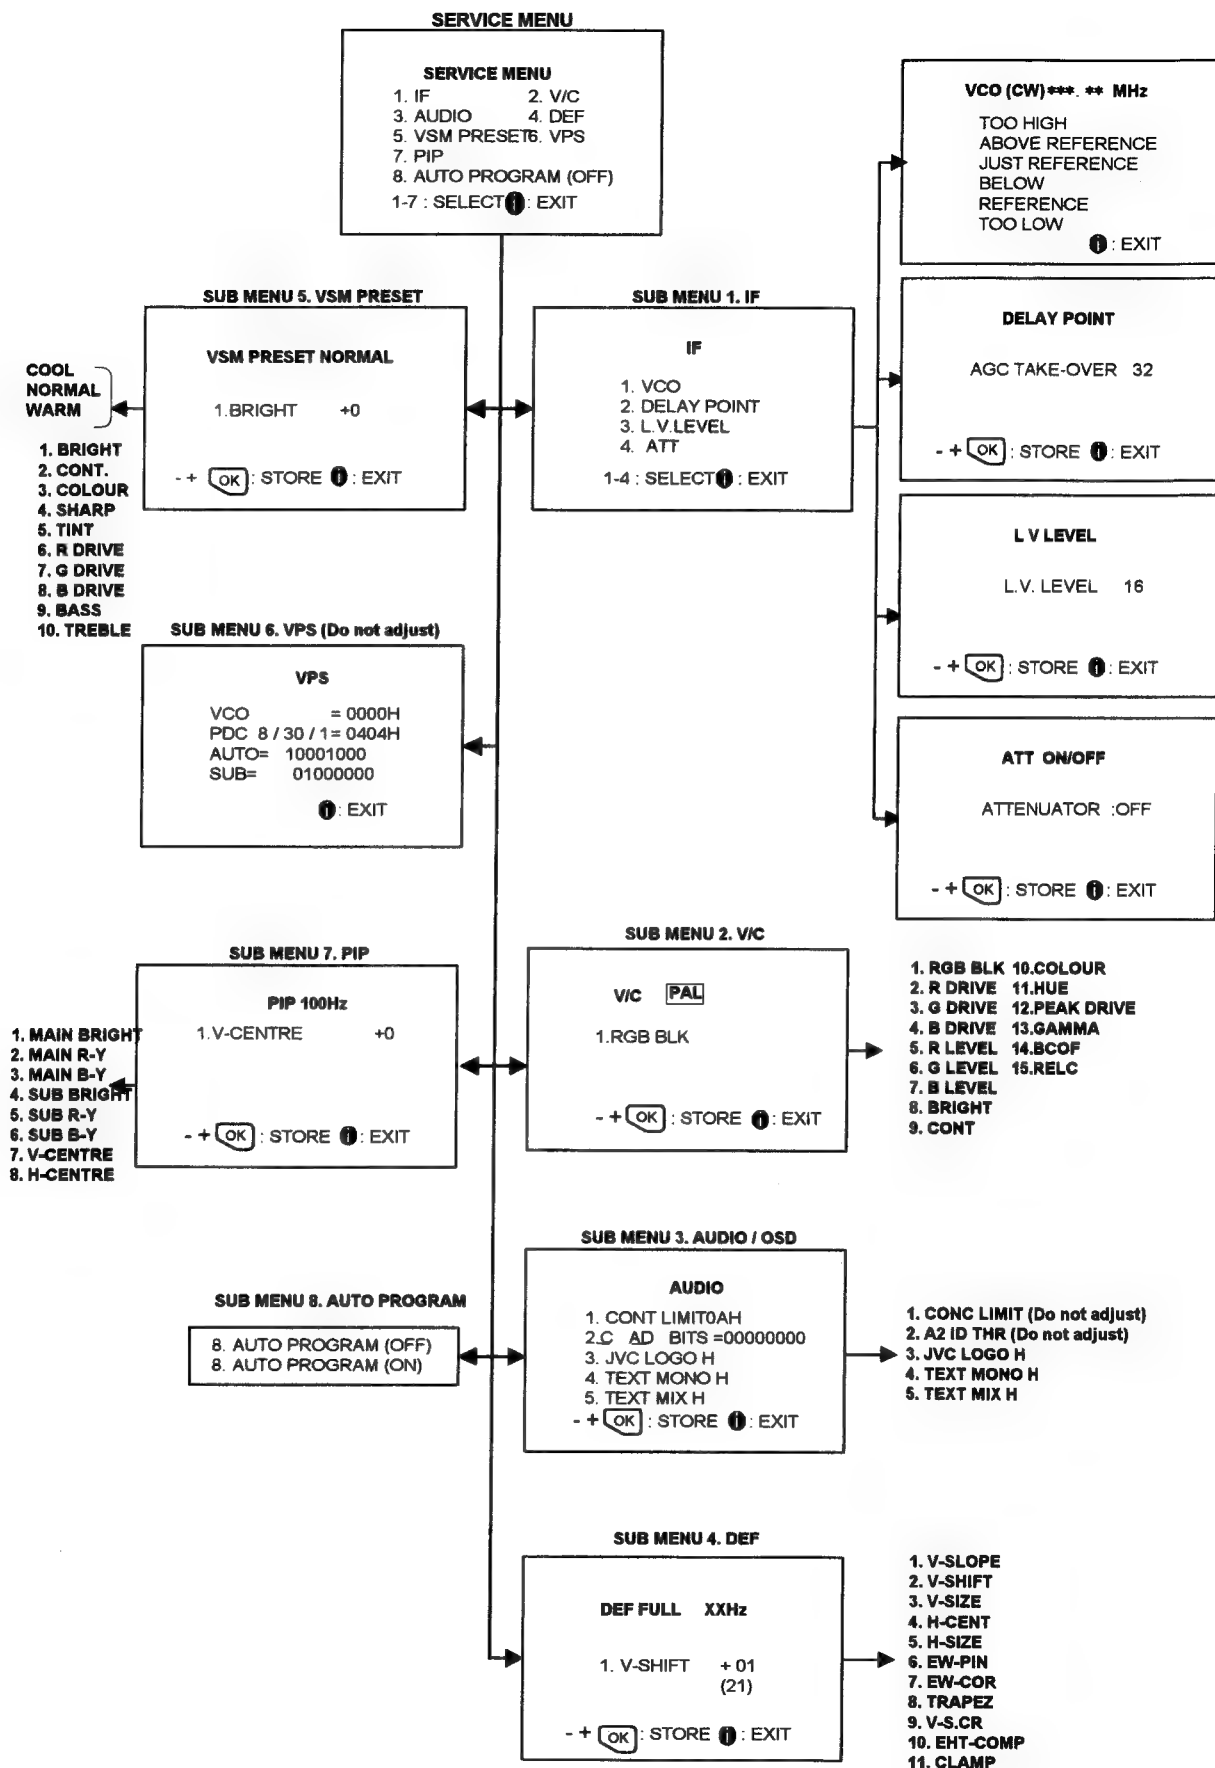 SERVICE MENU
SERVICE MENU
1. IF 2. V/C
3. AUDIO 4. DEF
5. VSM PRESET6. VPS
7. PIP
8. AUTO PROGRAM (OFF)
1-7 : SELECT i : EXIT
VCO (CW)***. ** MHz
TOO HIGH
ABOVE REFERENCE
JUST REFERENCE
BELOW
REFERENCE
TOO LOW
i : EXIT
SUB MENU 5. VSM PRESET
VSM PRESET NORMAL
1.BRIGHT +0
- + OK : STORE i : EXIT
COOL
NORMAL
WARM
1. BRIGHT
2. CONT.
3. COLOUR
4. SHARP
5. TINT
6. R DRIVE
7. G DRIVE
8. B DRIVE
9. BASS
10. TREBLE
SUB MENU 1. IF
IF
1. VCO
2. DELAY POINT
3. L.V.LEVEL
4. ATT
1-4 : SELECT i : EXIT
DELAY POINT
AGC TAKE-OVER 32
- + OK : STORE i : EXIT
L V LEVEL
L.V. LEVEL 16
- + OK : STORE i : EXIT
SUB MENU 6. VPS (Do not adjust)
VPS
VCO = 0000H
PDC 8 / 30 / 1= 0404H
AUTO= 10001000
SUB= 01000000
i : EXIT
ATT ON/OFF
ATTENUATOR :OFF
- + OK : STORE i : EXIT
SUB MENU 7. PIP
PIP 100Hz
1.V-CENTRE +0
- + OK : STORE i : EXIT
1. MAIN BRIGHT
2. MAIN R-Y
3. MAIN B-Y
4. SUB BRIGHT
5. SUB R-Y
6. SUB B-Y
7. V-CENTRE
8. H-CENTRE
SUB MENU 2. V/C
V/C PAL
1.RGB BLK
- + OK : STORE i : EXIT
1. RGB BLK 10.COLOUR
2. R DRIVE 11.HUE
3. G DRIVE 12.PEAK DRIVE
4. B DRIVE 13.GAMMA
5. R LEVEL 14.BCOF
6. G LEVEL 15.RELC
7. B LEVEL
8. BRIGHT
9. CONT
SUB MENU 8. AUTO PROGRAM
8. AUTO PROGRAM (OFF)
8. AUTO PROGRAM (ON)
SUB MENU 3. AUDIO / OSD
AUDIO
1. CONT LIMIT0AH
2.C AD BITS =00000000
3. JVC LOGO H
4. TEXT MONO H
5. TEXT MIX H
- + OK : STORE i : EXIT
1. CONC LIMIT (Do not adjust)
2. A2 iD THR (Do not adjust)
3. JVC LOGO H
4. TEXT MONO H
5. TEXT MIX H
SUB MENU 4. DEF
DEF FULL XXHz
1. V-SHIFT + 01
(21)
- + OK : STORE i : EXIT
1. V-SLOPE
2. V-SHIFT
3. V-SIZE
4. H-CENT
5. H-SIZE
6. EW-PIN
7. EW-COR
8. TRAPEZ
9. V-S.CR
10. EHT-COMP
11. CLAMP